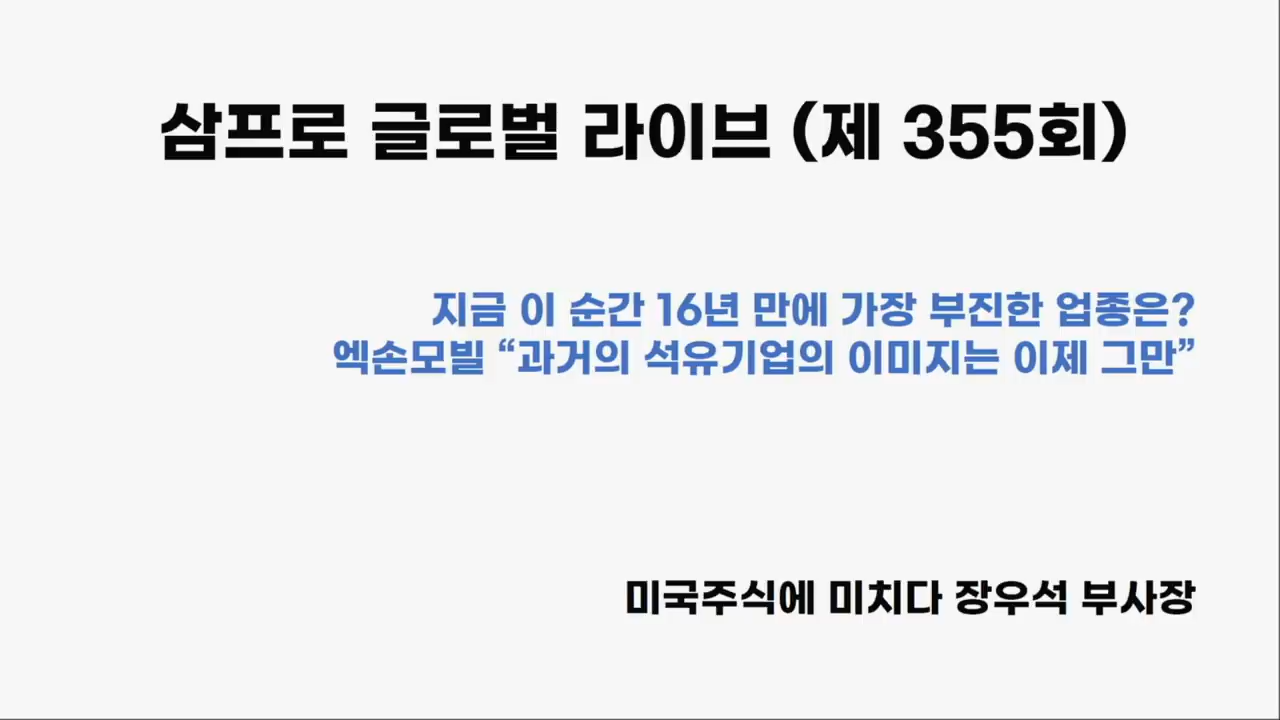 삼프로 글로벌 라이브 (제 355회)
지금 이 순간 16년 만에 가장 부진한 업종은?
엑손모빌 “과거의 석유기업의 이미지는 이제 그만”
미국주식에 미치다 장우석 부사장